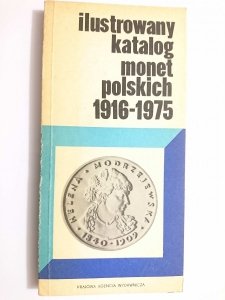 ilustrowany
katalog
monet
polskich
1916-1975
HELENA MODRZEJEWSKA
1840-1909
KRAJOWA AGENCJA WYDAWNICZA